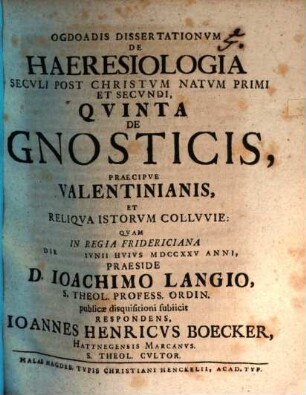 OGDOADIS DISSERTATIONVM
DE
HAERESIOLOGIA
SECVLI POST CHRISTVM NATVM PRIMI
ET SECVNDI,
QVINTA
DE
GNOSTICIS,
PRAECIPVE
VALENTINIANIS,
ET
RELIQVA ISTORVM COLLVVIE:
QVAM
IN REGIA FRIDERICIANA
DIE IVNII HVIVS MDCCXXV ANNI,
PRAESIDE
D. IOACHIMO LANGIO,
S. THEOL. PROFESS. ORDIN.
publicæ disquisitioni subiicit
RESPONDENS,
IOANNES HENRICVS BOECKER,
HATTNEGENSIS MARCANVS.
S. THEOL. CVLTOR.
HALAE MAGDEB. TYPIS CHRISTIANI HENCKELII, ACAD. TYP.